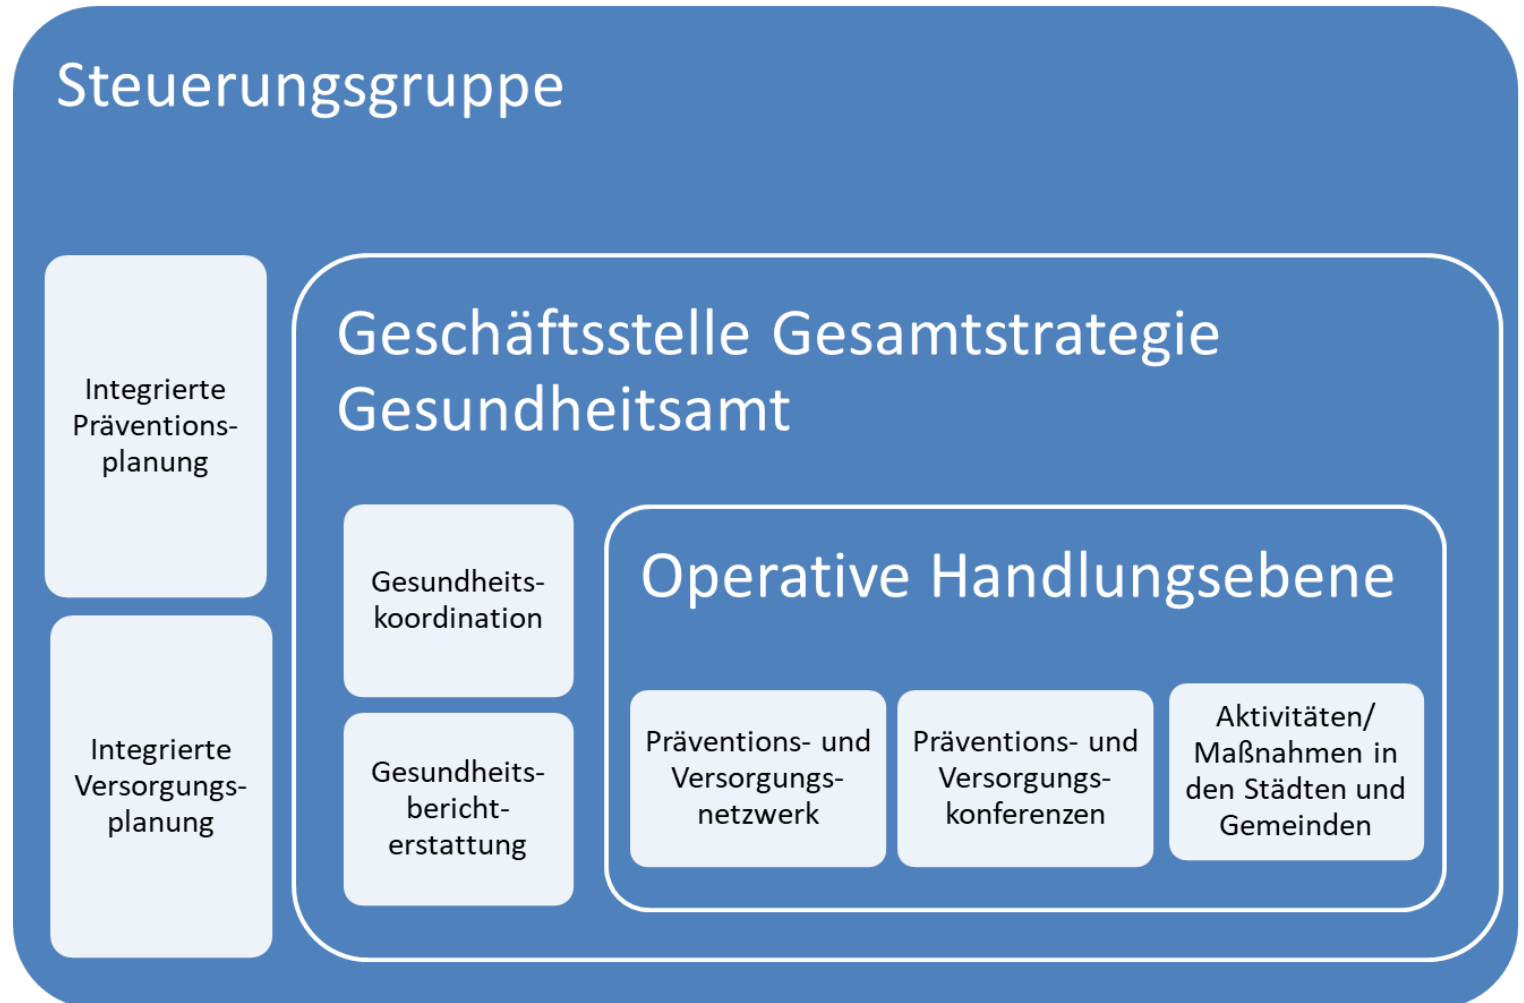 Steuerungsgruppe
Integrierte
Präventions-
planung
Integrierte
Versorgungs-
planung
Geschäftsstelle Gesamtstrategie
Gesundheitsamt
Gesundheits-
koordination
Gesundheits-
bericht-
erstattung
Operative Handlungsebene
Präventions- und
Versorgungs-
netzwerk
Präventions- und
Versorgungs-
konferenzen
Aktivitäten/
Maßnahmen in
den Städten und
Gemeinden